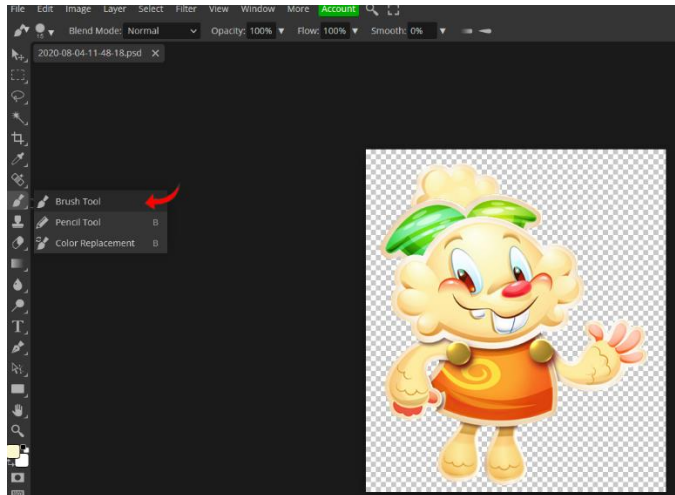 File Edit Image Layer Select Filter View Window More Account
15 Blend Mode: Normal Opacity: 100% Flow: 100% Smooth: 0%
2020-08-04-11-48-18.psd
Brush Tool
Pencil Tool B
Color Replacement B
T